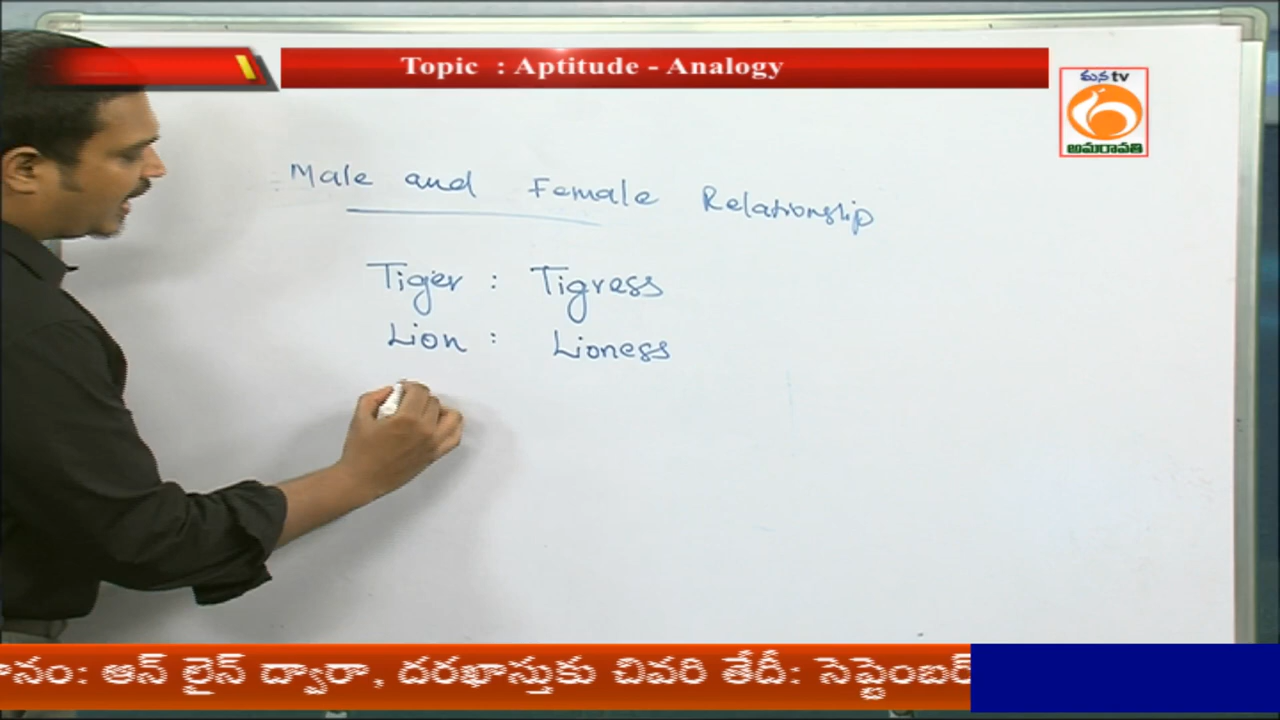 Topic : Aptitude - Analogy
మన tv
అమరావతి
Male and Female Relationship
Tiger : Tigress
Lion : Lioness
ఆన్ లైన్ ద్వారా, దరఖాస్తుకు చివరి తేదీ: సెప్టెంబర్